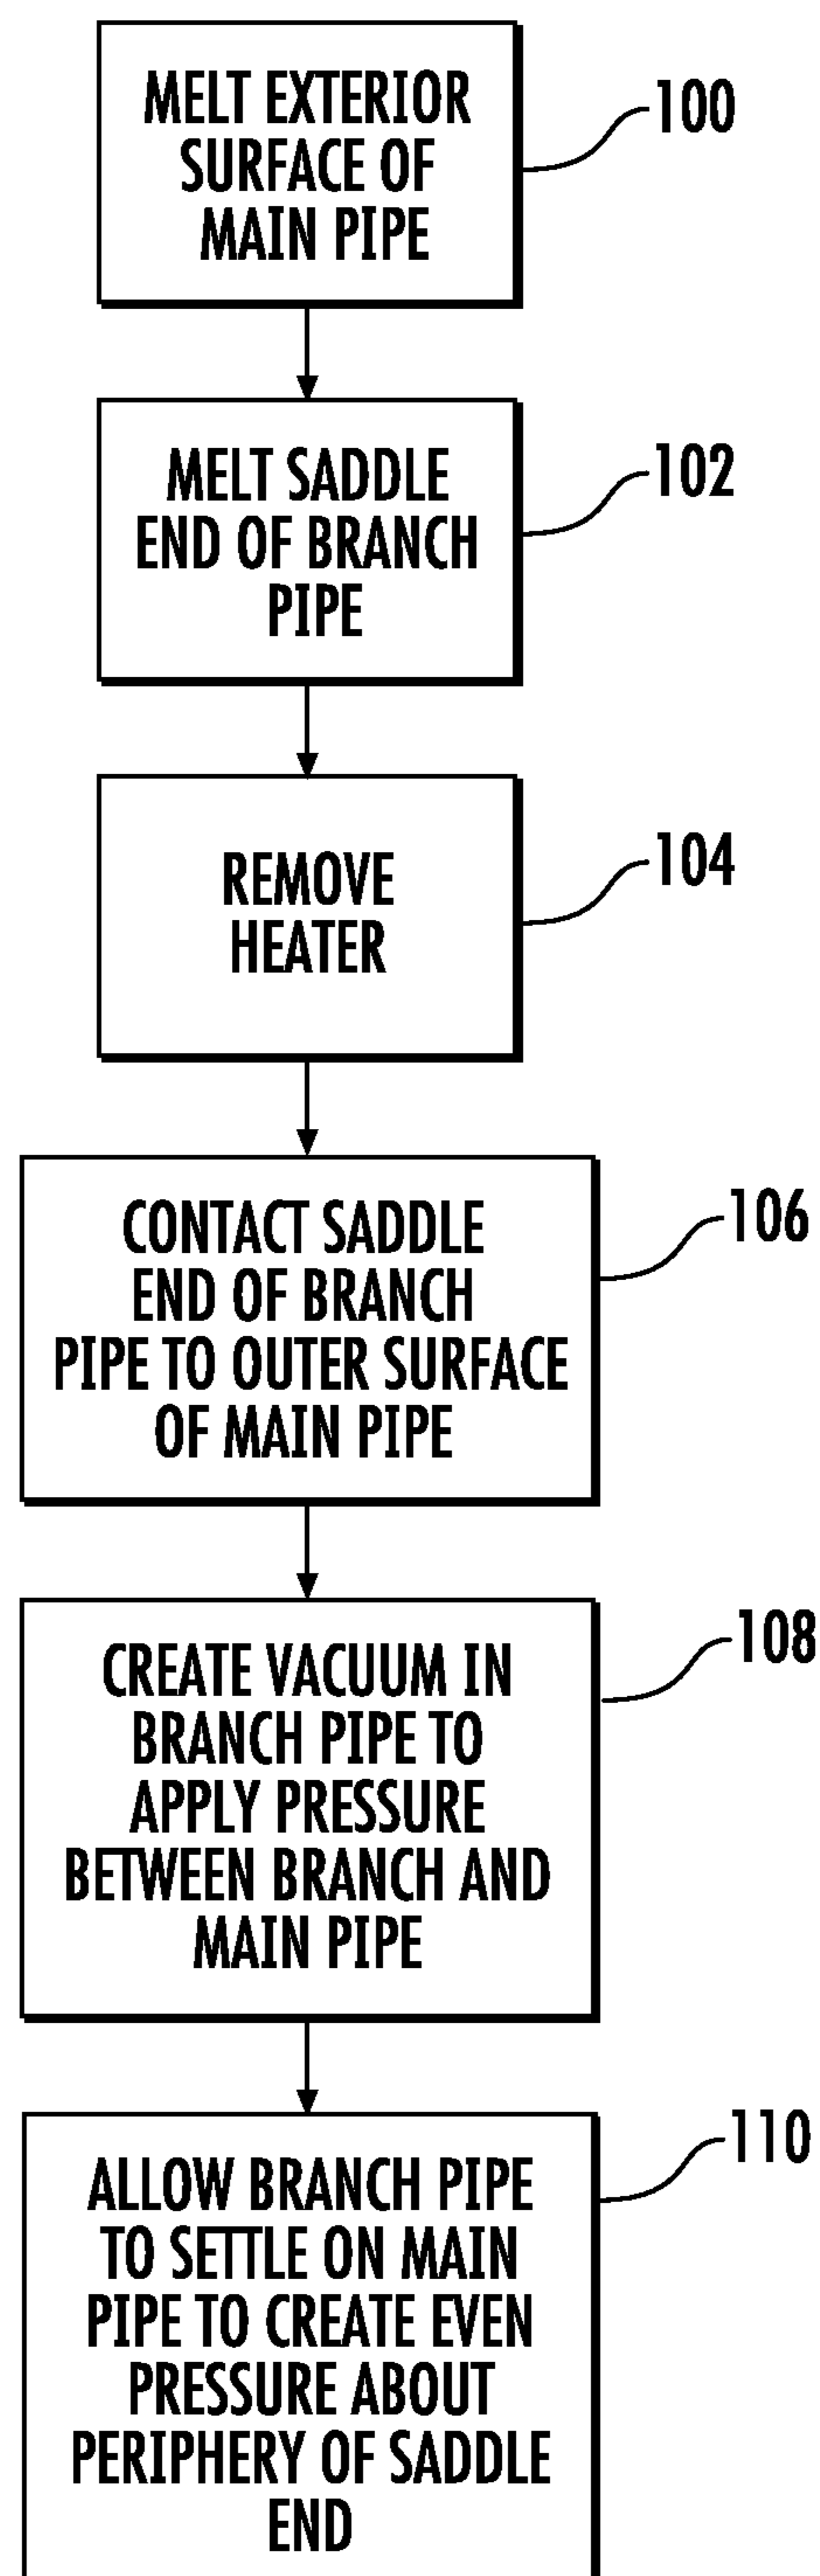 MELT EXTERIOR
SURFACE OF
MAIN PIPE
100
MELT SADDLE
END OF BRANCH
PIPE
102
REMOVE
HEATER
104
CONTACT SADDLE
END OF BRANCH
PIPE TO OUTER SURFACE
OF MAIN PIPE
106
CREATE VACUUM IN
BRANCH PIPE TO
APPLY PRESSURE
BETWEEN BRANCH AND
MAIN PIPE
108
ALLOW BRANCH PIPE
TO SETTLE ON MAIN
PIPE TO CREATE EVEN
PRESSURE ABOUT
PERIPHERY OF SADDLE
END
110